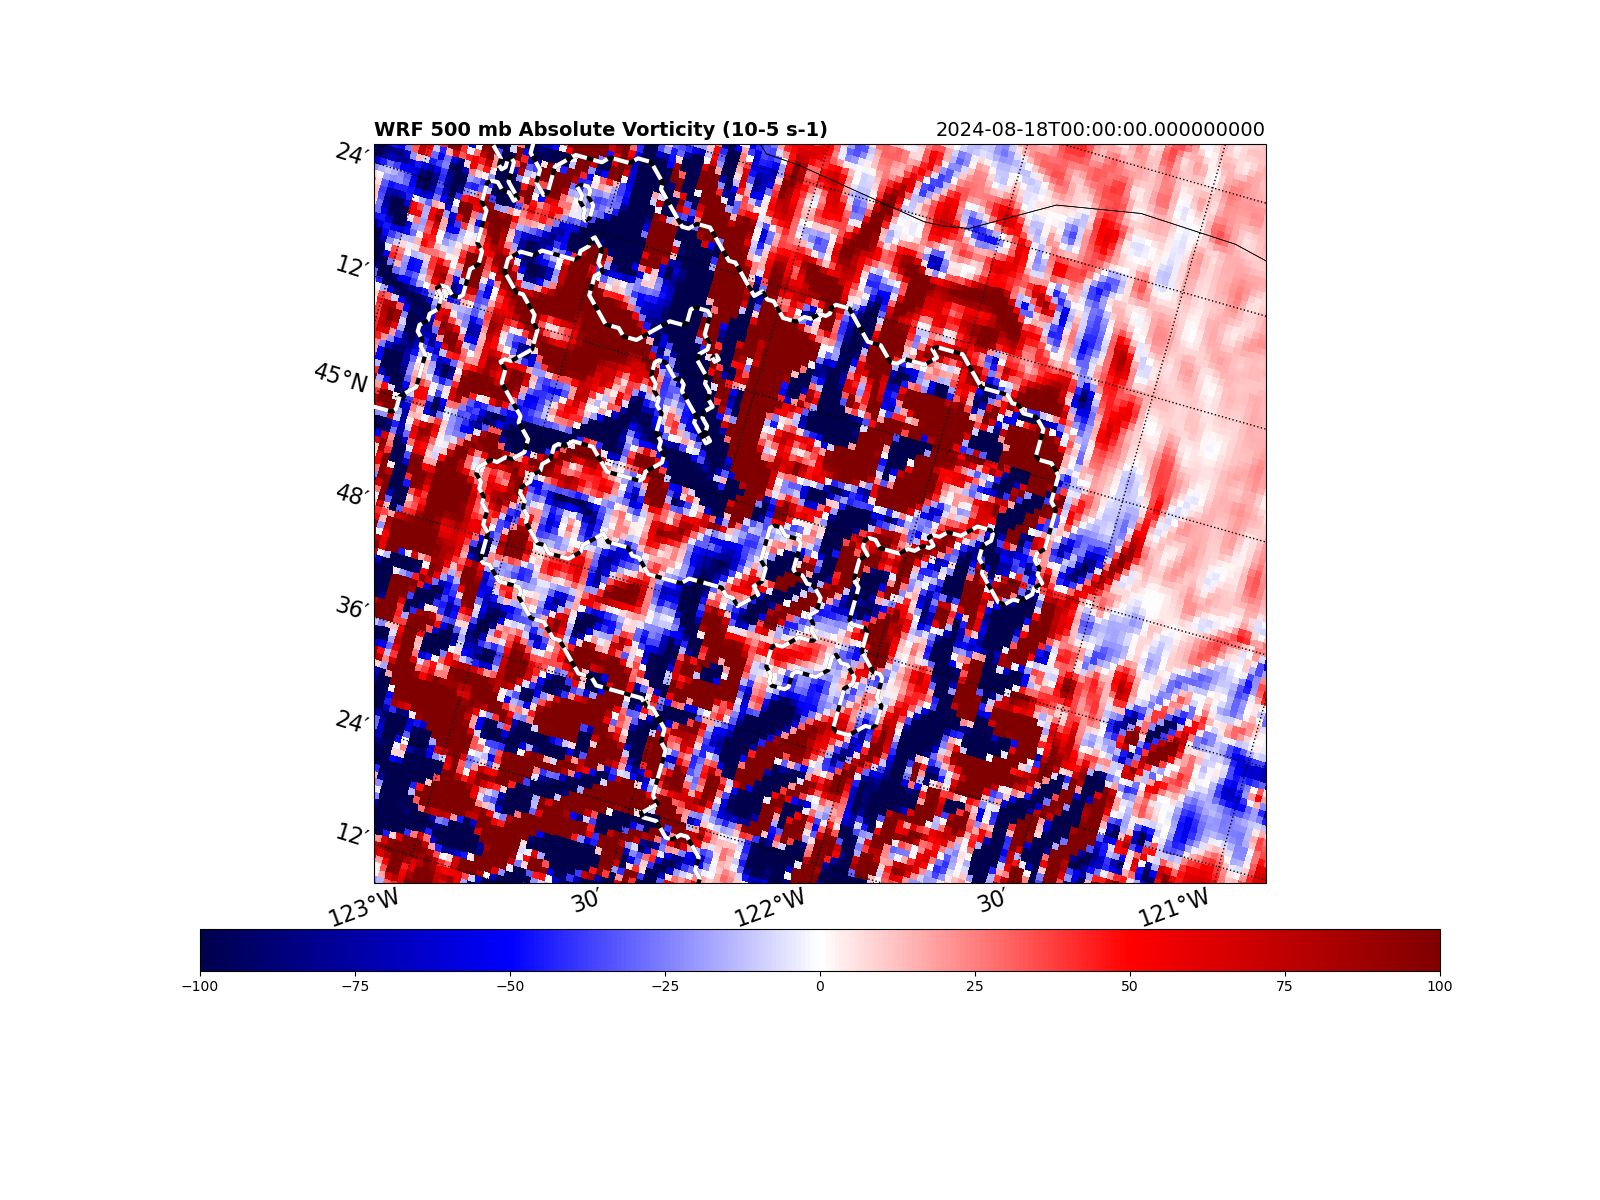 WRF 500 mb Absolute Vorticity (10-5 s-1) 2024-08-18T00:00:00.000000000
24′
12′
45°N
48′
36′
24′
12′
123°W 30′ 122°W 30′ 121°W
−100 −75 −50 −25 0 25 50 75 100